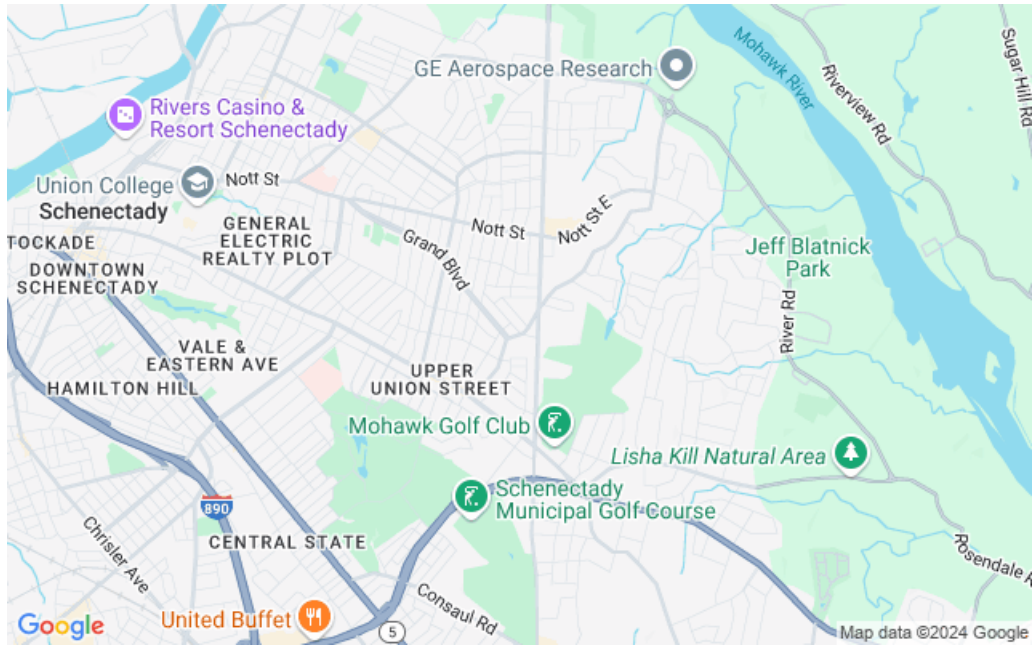 GE Aerospace Research
Mohawk River
Riverview Rd
Sugar Hill Rd
Rivers Casino &
Resort Schenectady
Union College
Nott St
Schenectady
TOCKADE
GENERAL
ELECTRIC
REALTY PLOT
Grand Blvd
Nott St
Nott St E
Jeff Blatnick
Park
DOWNTOWN
SCHENECTADY
River Rd
VALE &
EASTERN AVE
HAMILTON HILL
UPPER
UNION STREET
Mohawk Golf Club
Lisha Kill Natural Area
Schenectady
Municipal Golf Course
890
Chrisler Ave
CENTRAL STATE
Rosendale R
Consaul Rd
United Buffet
5
Google
Map data ©2024 Google